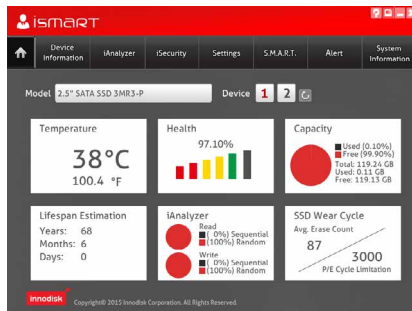 iSMART
Device Information
iAnalyzer
iSecurity
Settings
S.M.A.R.T.
Alert
System Information
Model 2.5" SATA SSD 3MR3-P
Device 1 2
Temperature
38°C
100.4 °F
Health
97.10%
Capacity
Used (0.10%)
Free (99.90%)
Total: 119.24 GB
Used: 0.11 GB
Free: 119.13 GB
Lifespan Estimation
Years: 68
Months: 6
Days: 0
iAnalyzer
Read
( 0%) Sequential
(100%) Random
Write
( 0%) Sequential
(100%) Random
SSD Wear Cycle
Avg. Erase Count
87
3000
P/E Cycle Limitation
innodisk
Copyright© 2015 Innodisk Corporation. All Rights Reserved.